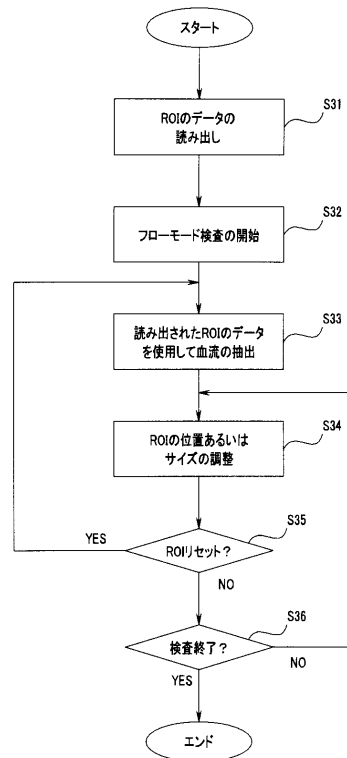 スタート
S31
ROIのデータの
読み出し
S32
フローモード検査の開始
S33
読み出されたROIのデータ
を使用して血流の抽出
S34
ROIの位置あるいは
サイズの調整
S35
YES
ROIリセット？
NO
S36
検査終了？
NO
YES
エンド